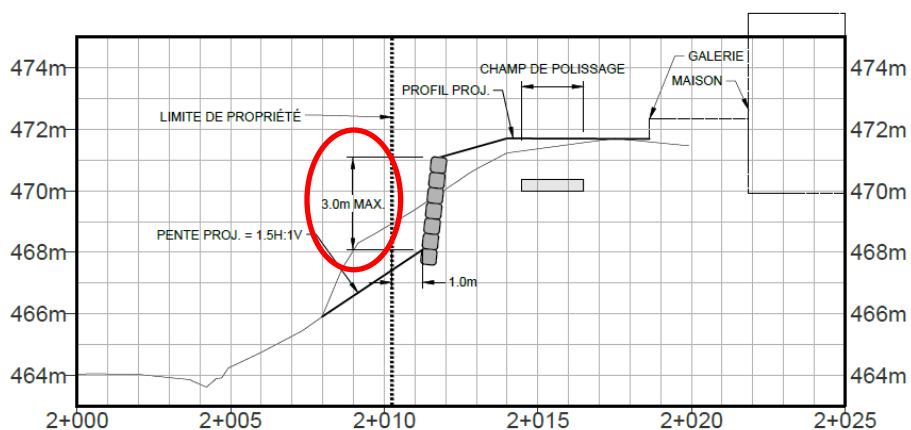 474m
472m
470m
468m
466m
464m
LIMITE DE PROPRIÉTÉ
3.0m MAX.
PENTE PROJ. = 1.5H:1V
1.0m
CHAMP DE POLISSAGE
PROFIL PROJ.
GALERIE
MAISON
474m
472m
470m
468m
466m
464m
2+000
2+005
2+010
2+015
2+020
2+025